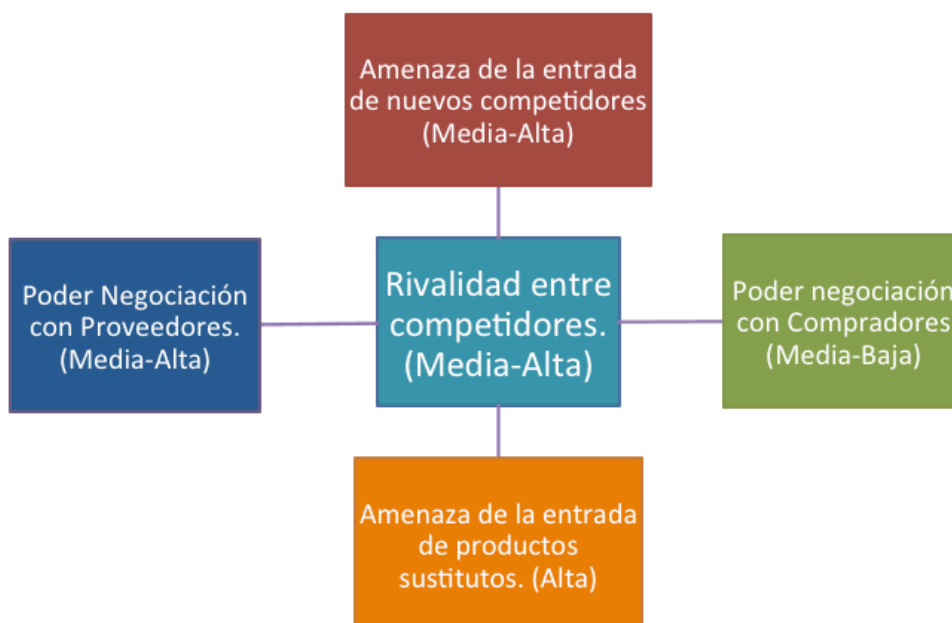 Amenaza de la entrada
de nuevos competidores
(Media-Alta)
Poder Negociación
con Proveedores.
(Media-Alta)
Rivalidad entre
competidores.
(Media-Alta)
Poder negociación
con Compradores
(Media-Baja)
Amenaza de la entrada
de productos
sustitutos. (Alta)